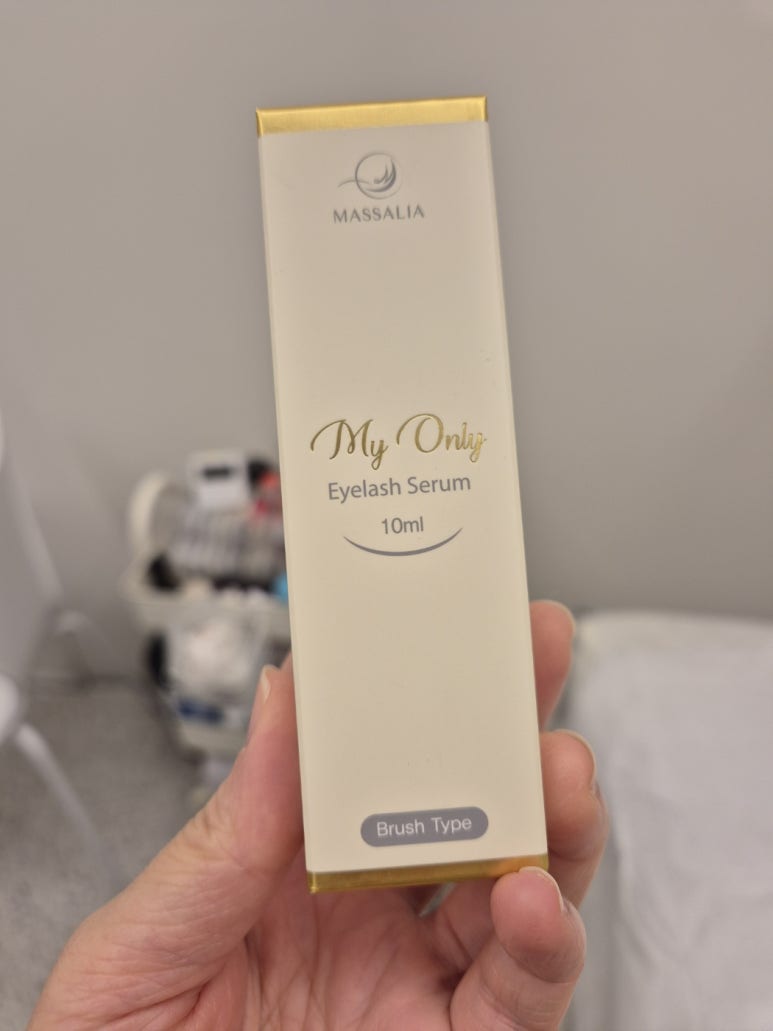 MASSALIA
My Only
Eyelash Serum
10ml
Brush Type